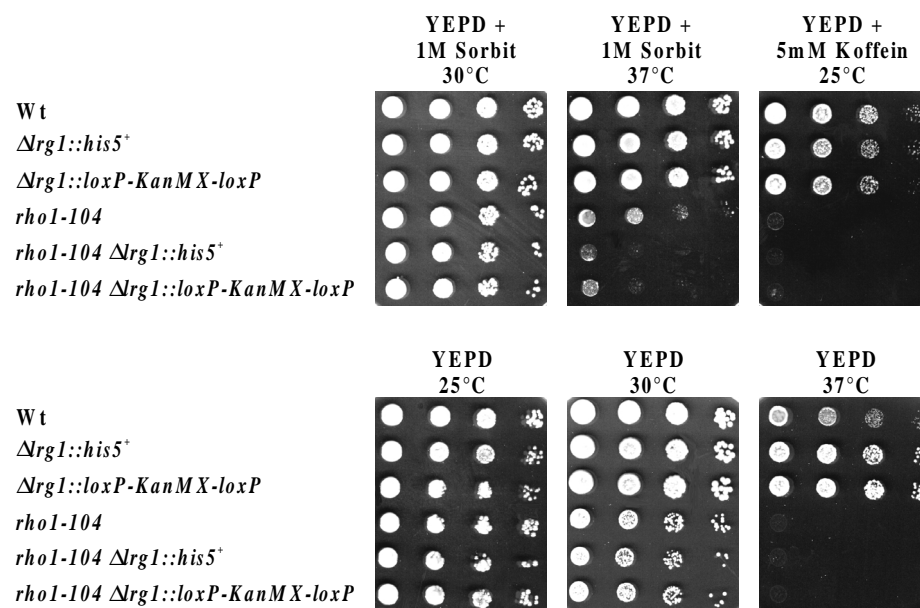 YEPD +
1M Sorbit
30°C
YEPD +
1M Sorbit
37°C
YEPD +
5mM Koffein
25°C
Wt
Δlrg1::his5⁺
Δlrg1::loxP-KanMX-loxP
rho1-104
rho1-104 Δlrg1::his5⁺
rho1-104 Δlrg1::loxP-KanMX-loxP
YEPD
25°C
YEPD
30°C
YEPD
37°C
Wt
Δlrg1::his5⁺
Δlrg1::loxP-KanMX-loxP
rho1-104
rho1-104 Δlrg1::his5⁺
rho1-104 Δlrg1::loxP-KanMX-loxP